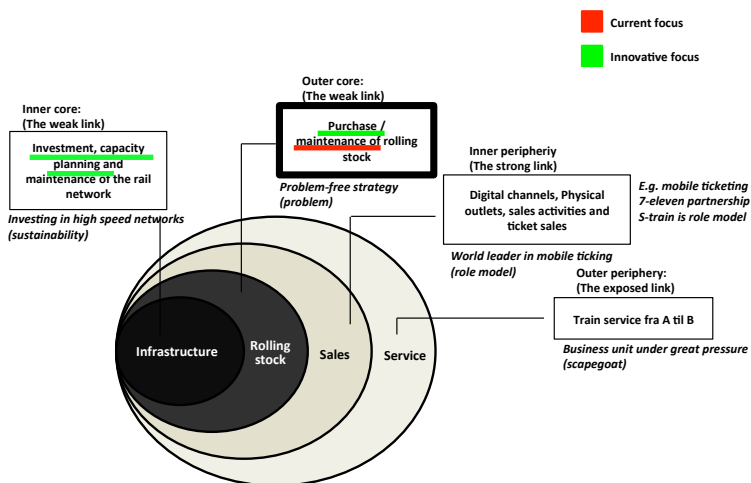 Current focus
Innovative focus
Outer core:
(The weak link)
Purchase /
maintenance of rolling
stock
Problem-free strategy
(problem)
Inner core:
(The weak link)
Investment, capacity
planning and
maintenance of the rail
network
Investing in high speed networks
(sustainability)
Inner peripheriy
(The strong link)
Digital channels, Physical
outlets, sales activities and
ticket sales
World leader in mobile ticking
(role model)
E.g. mobile ticketing
7-eleven partnership
S-train is role model
Outer periphery:
(The exposed link)
Train service fra A til B
Business unit under great pressure
(scapegoat)
Infrastructure
Rolling
stock
Sales
Service